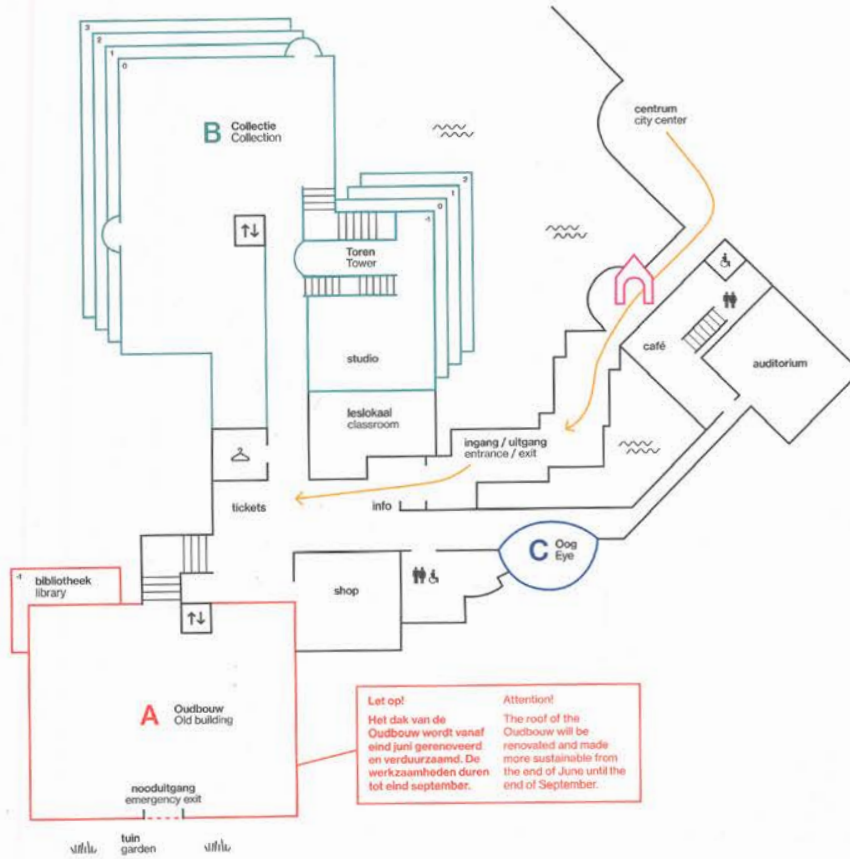 3
2
1
0
B
Collectie
Collection
centrum
city center
2
1
0
-1
Toren
Tower
studio
café
auditorium
leslokaal
classroom
ingang / uitgang
entrance / exit
tickets
info
C
Oog
Eye
-1
bibliotheek
library
shop
A
Oudbouw
Old building
Let op!
Het dak van de
Oudbouw wordt vanaf
eind juni gerenoveerd
en verduurzaamd. De
werkzaamheden duren
tot eind september.
Attention!
The roof of the
Oudbouw will be
renovated and made
more sustainable from
the end of June until the
end of September.
nooduitgang
emergency exit
tuin
garden